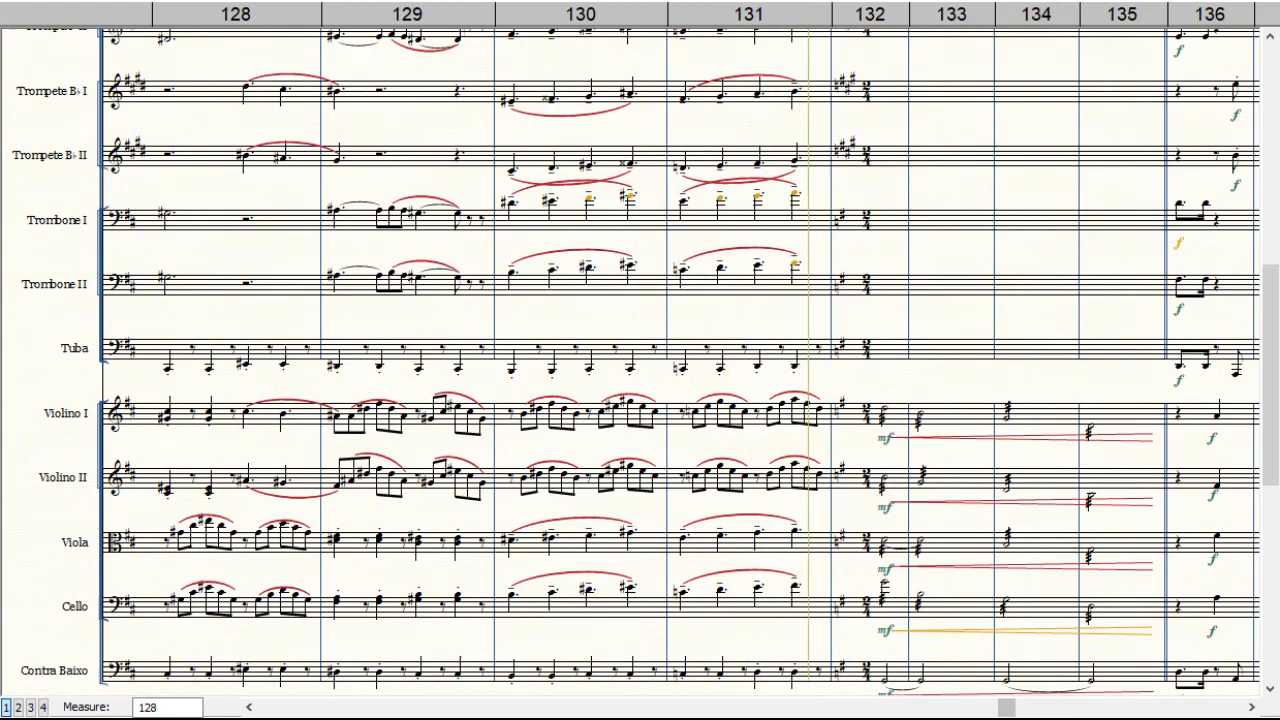 128 129 130 131 132 133 134 135 136
f
Trompete B♭ I
f
Trompete B♭ II
f
Trombone I
f
Trombone II
f
Tuba
f
Violino I
mf f
Violino II
mf f
Viola
mf f
Cello
mf f
Contra Baixo
1 2 3 4 Measure: 128